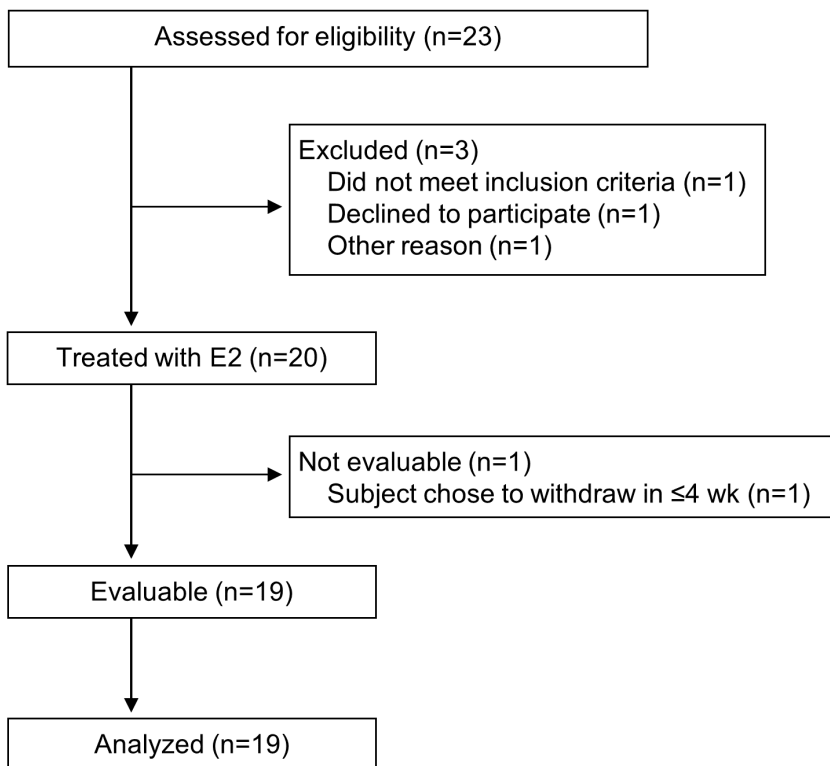 Assessed for eligibility (n=23)
Excluded (n=3)
Did not meet inclusion criteria (n=1)
Declined to participate (n=1)
Other reason (n=1)
Treated with E2 (n=20)
Not evaluable (n=1)
Subject chose to withdraw in ≤4 wk (n=1)
Evaluable (n=19)
Analyzed (n=19)